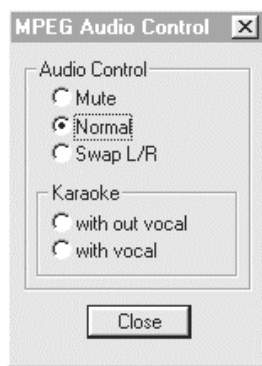 MPEG Audio Control
Audio Control
Mute
Normal
Swap L/R
Karaoke
with out vocal
with vocal
Close